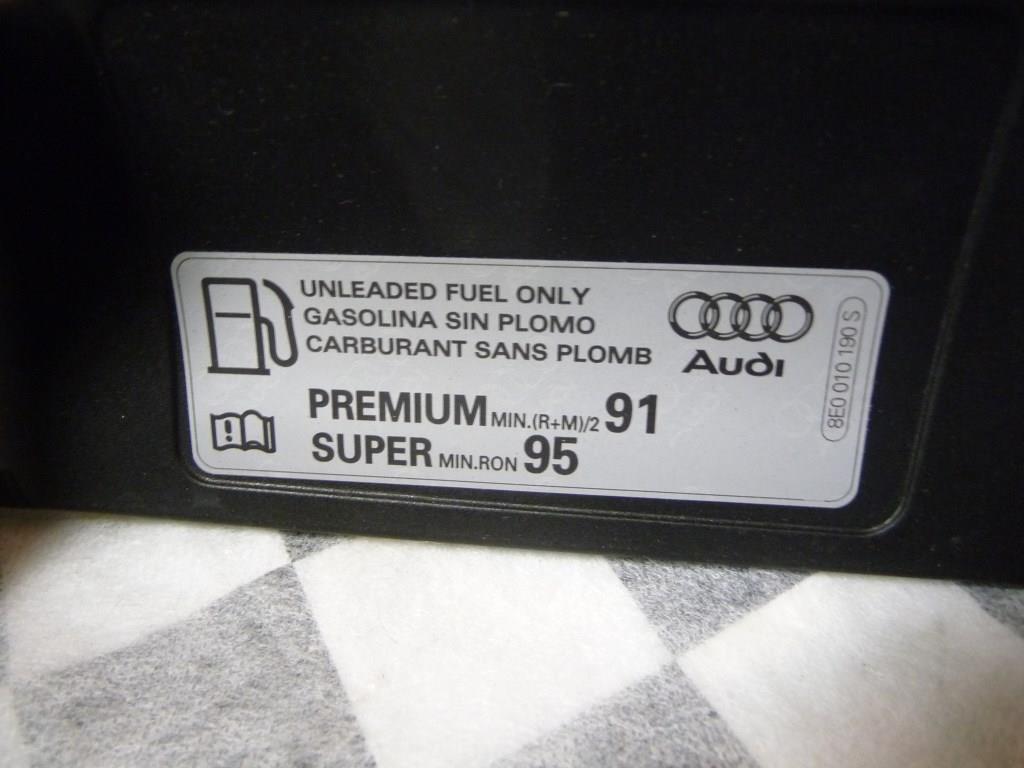 UNLEADED FUEL ONLY
GASOLINA SIN PLOMO
CARBURANT SANS PLOMB
Audi
PREMIUM MIN.(R+M)/2 91
SUPER MIN.RON 95
8E0 010 190 S